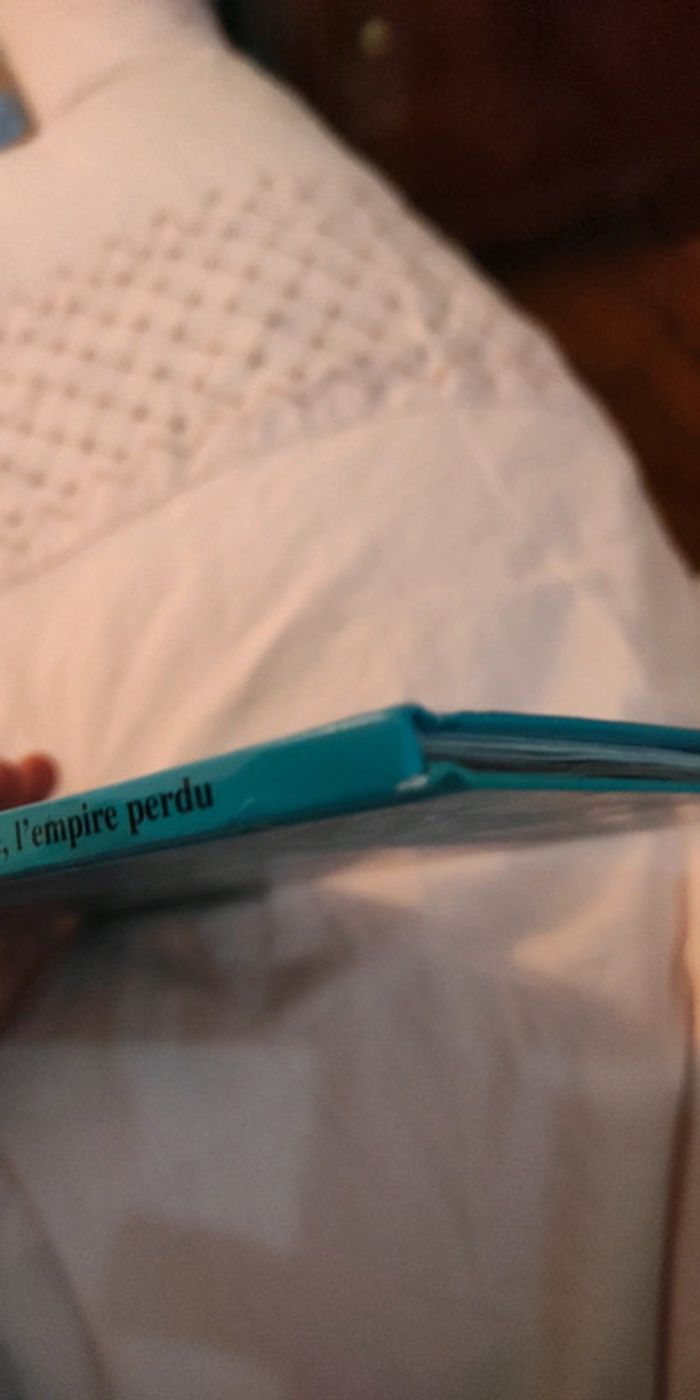 , l'empire perdu